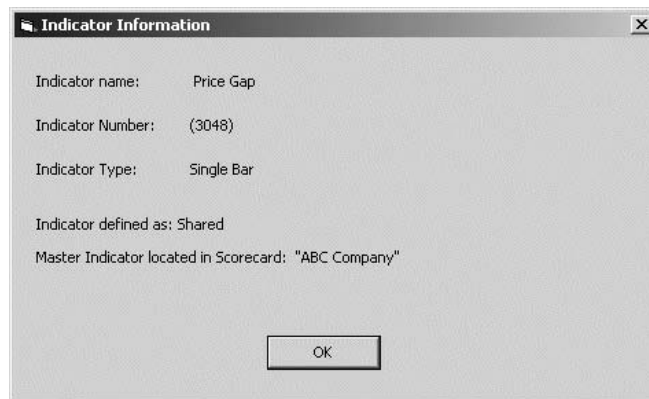 Indicator Information
Indicator name: Price Gap
Indicator Number: (3048)
Indicator Type: Single Bar
Indicator defined as: Shared
Master Indicator located in Scorecard: "ABC Company"
OK